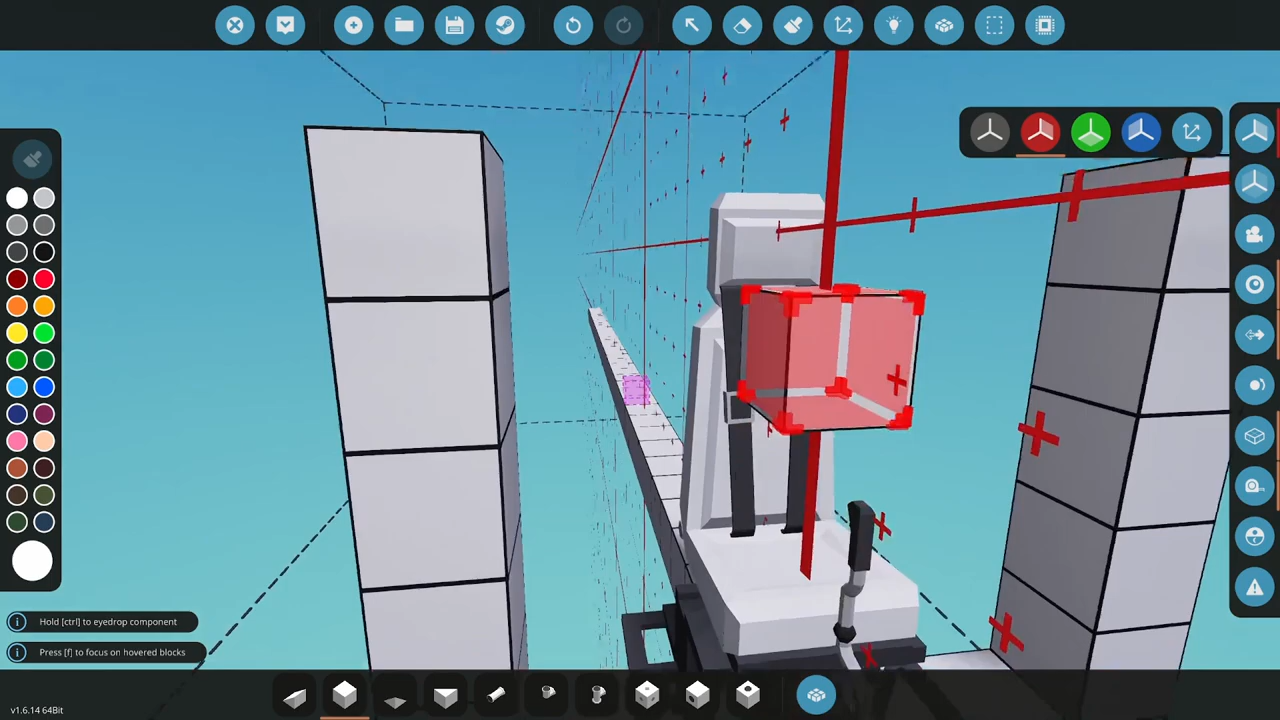 Hold [ctrl] to eyedrop component
Press [f] to focus on hovered blocks
v1.6.14 64Bit